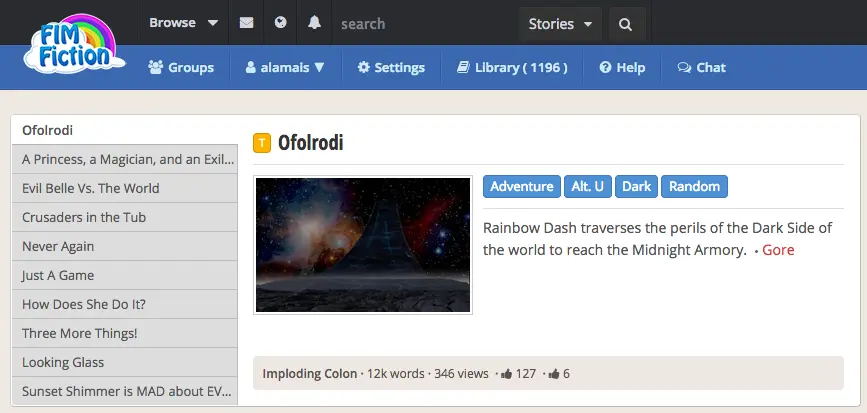 FIM
Fiction
Browse
search
Stories
Groups
alamais
Settings
Library ( 1196 )
Help
Chat
Ofolrodi
A Princess, a Magician, and an Exil...
Evil Belle Vs. The World
Crusaders in the Tub
Never Again
Just A Game
How Does She Do It?
Three More Things!
Looking Glass
Sunset Shimmer is MAD about EV...
T Ofolrodi
Adventure Alt. U Dark Random
Rainbow Dash traverses the perils of the Dark Side of
the world to reach the Midnight Armory. • Gore
Imploding Colon · 12k words · 346 views · 127 · 6